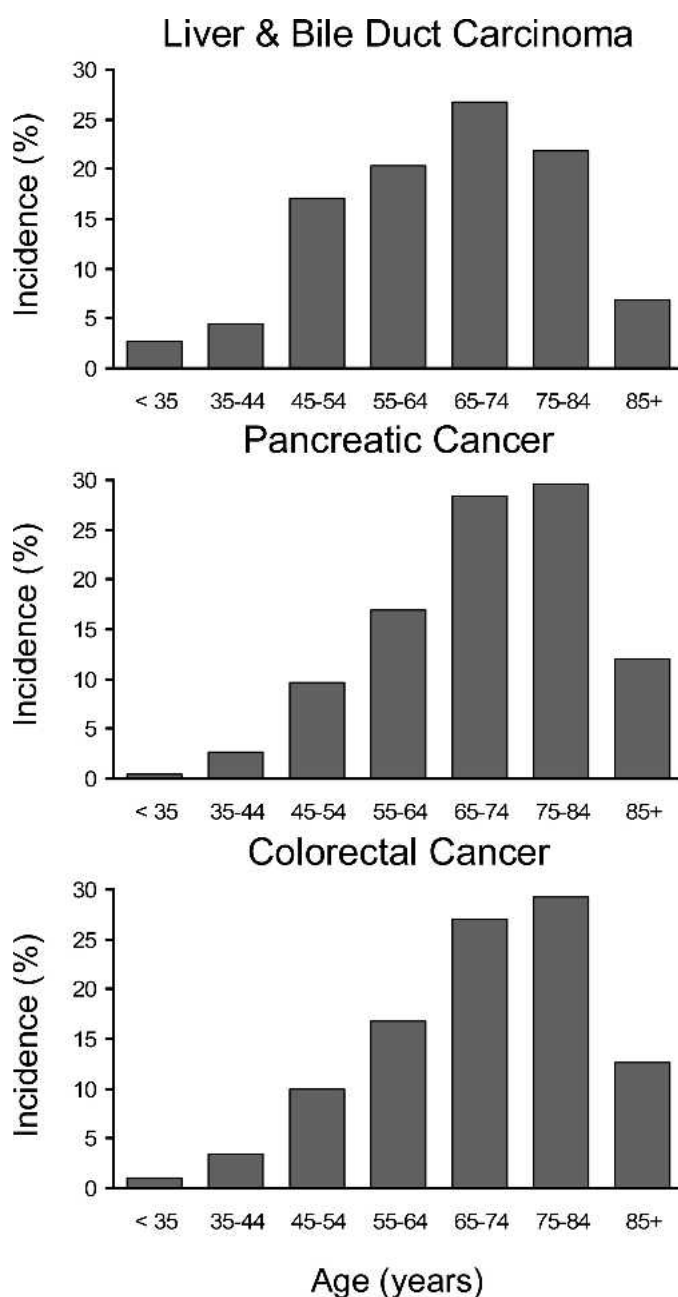 Liver & Bile Duct Carcinoma
Incidence (%)
30
25
20
15
10
5
0
< 35 35-44 45-54 55-64 65-74 75-84 85+
Pancreatic Cancer
Incidence (%)
30
25
20
15
10
5
0
< 35 35-44 45-54 55-64 65-74 75-84 85+
Colorectal Cancer
Incidence (%)
30
25
20
15
10
5
0
< 35 35-44 45-54 55-64 65-74 75-84 85+
Age (years)